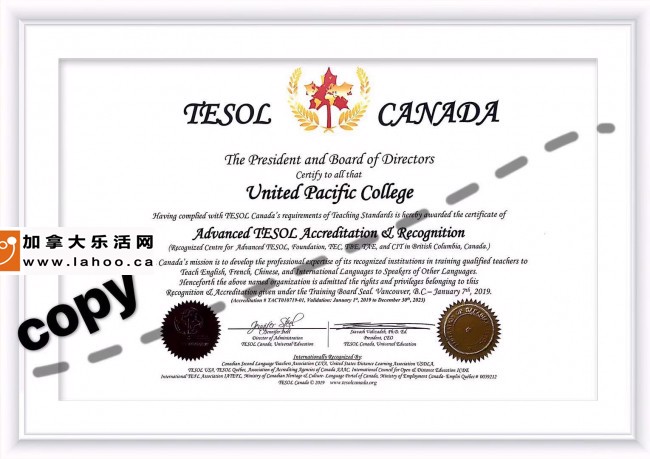 TESOL CANADA
The President and Board of Directors
Certify to all that
United Pacific College
Having complied with TESOL Canada's requirements of Teaching Standards is hereby awarded the certificate of
Advanced TESOL Accreditation & Recognition
(Recognized Centre for Advanced TESOL, Foundation, TEC, TAE, and CIT in British Columbia, Canada.)
加拿大乐活网
www.lahoo.ca
Canada's mission is to develop the professional expertise of its recognized institutions in training qualified teachers to
Teach English, French, Chinese, and International Languages to Speakers of Other Languages.
Henceforth the above named organization is admitted the rights and privileges belonging to this
Recognition & Accreditation given under the Training Board Seal. Vancouver, B.C.– January 7th, 2019.
(Accreditation # TACT010719-01, Validation: January 1st, 2019 to December 30th, 2023)
copy
Jennifer Bell
Director of Administration
TESOL Canada, Universal Education
Ph.D. Ed.
President, CEO
TESOL Canada, Universal Education
Internationally Recognized By:
Canadian Second Language Teachers Association, United States Distance Learning Association USDLA,
TESOL USA, TESOL Québec, Association of Accrediting Agencies of Canada AAAC, International Council for Open & Distance Education ICDE
International TEFL Association IATEFL, Ministry of Canadian Heritage & Culture: Language Portal of Canada, Ministry of Employment Canada- Emploi Québec # 0039212
TESOL Canada © 2019 www.tesolcanada.org